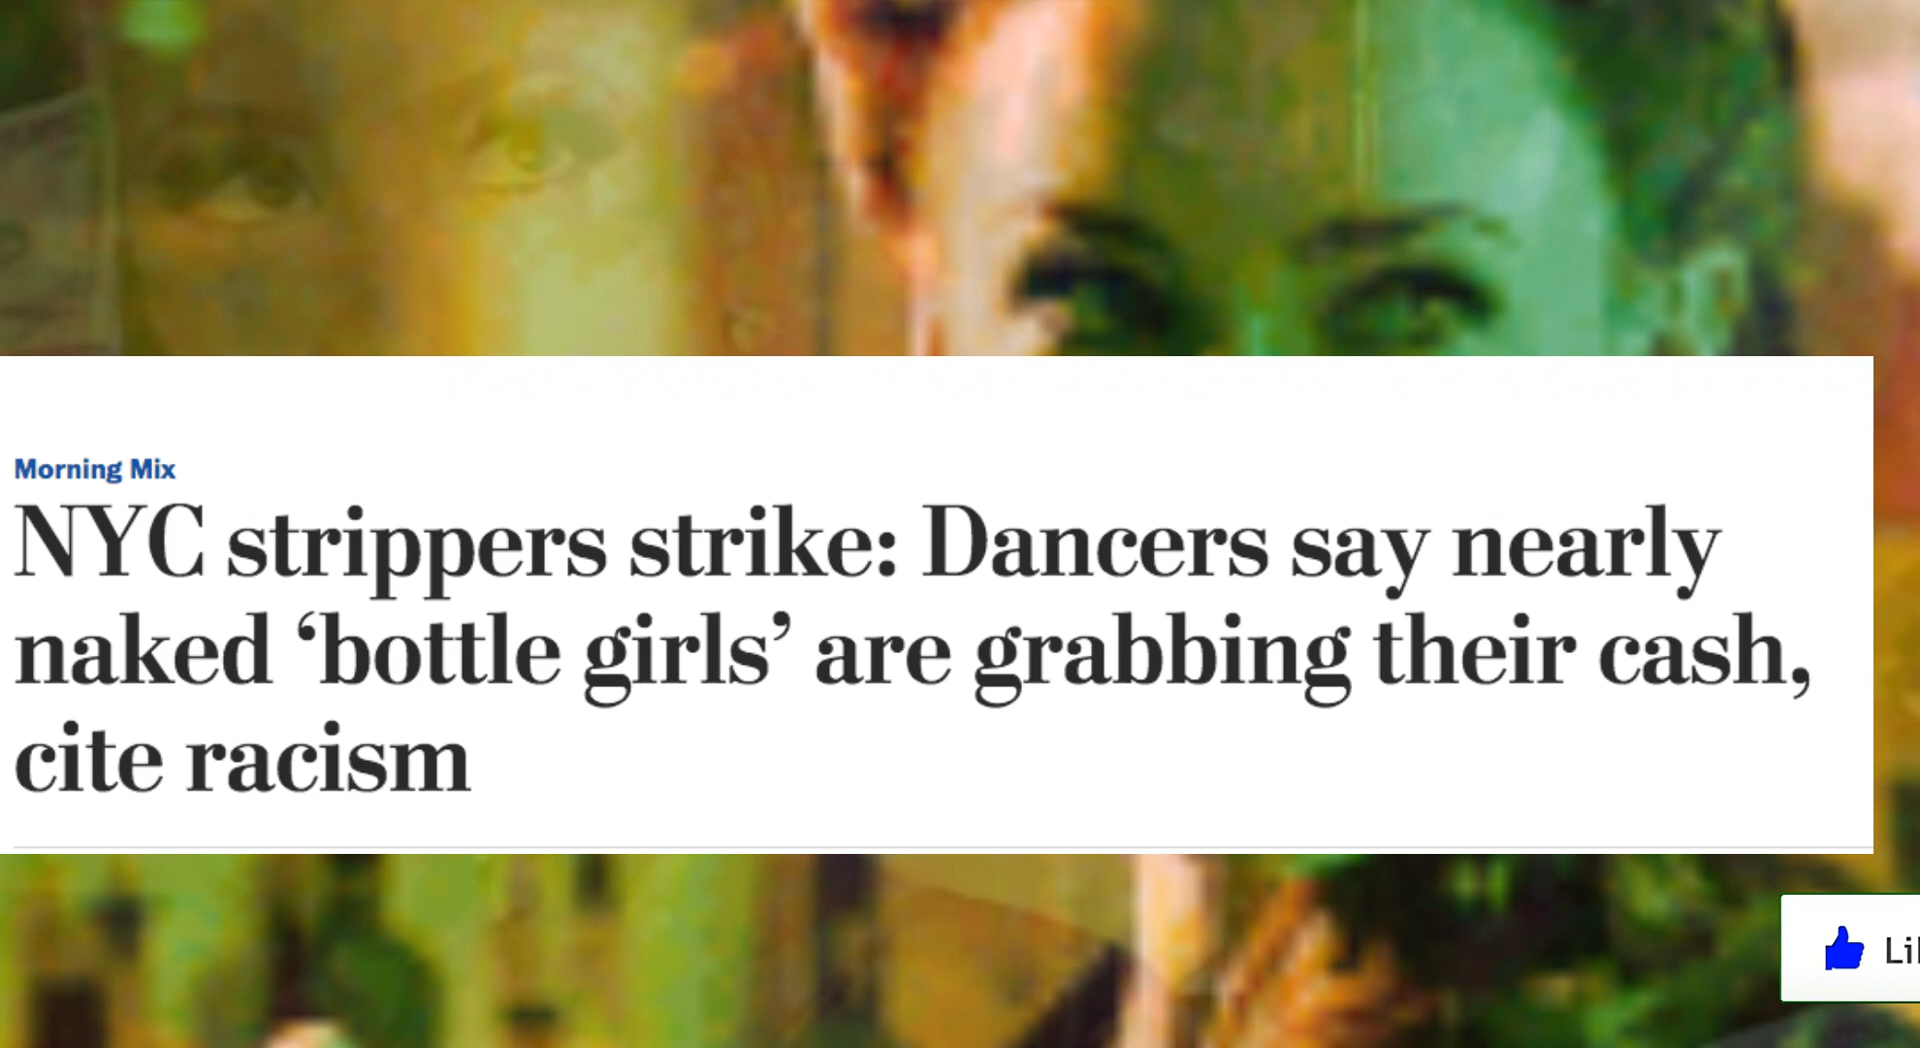 Morning Mix
NYC strippers strike: Dancers say nearly
naked ‘bottle girls’ are grabbing their cash,
cite racism